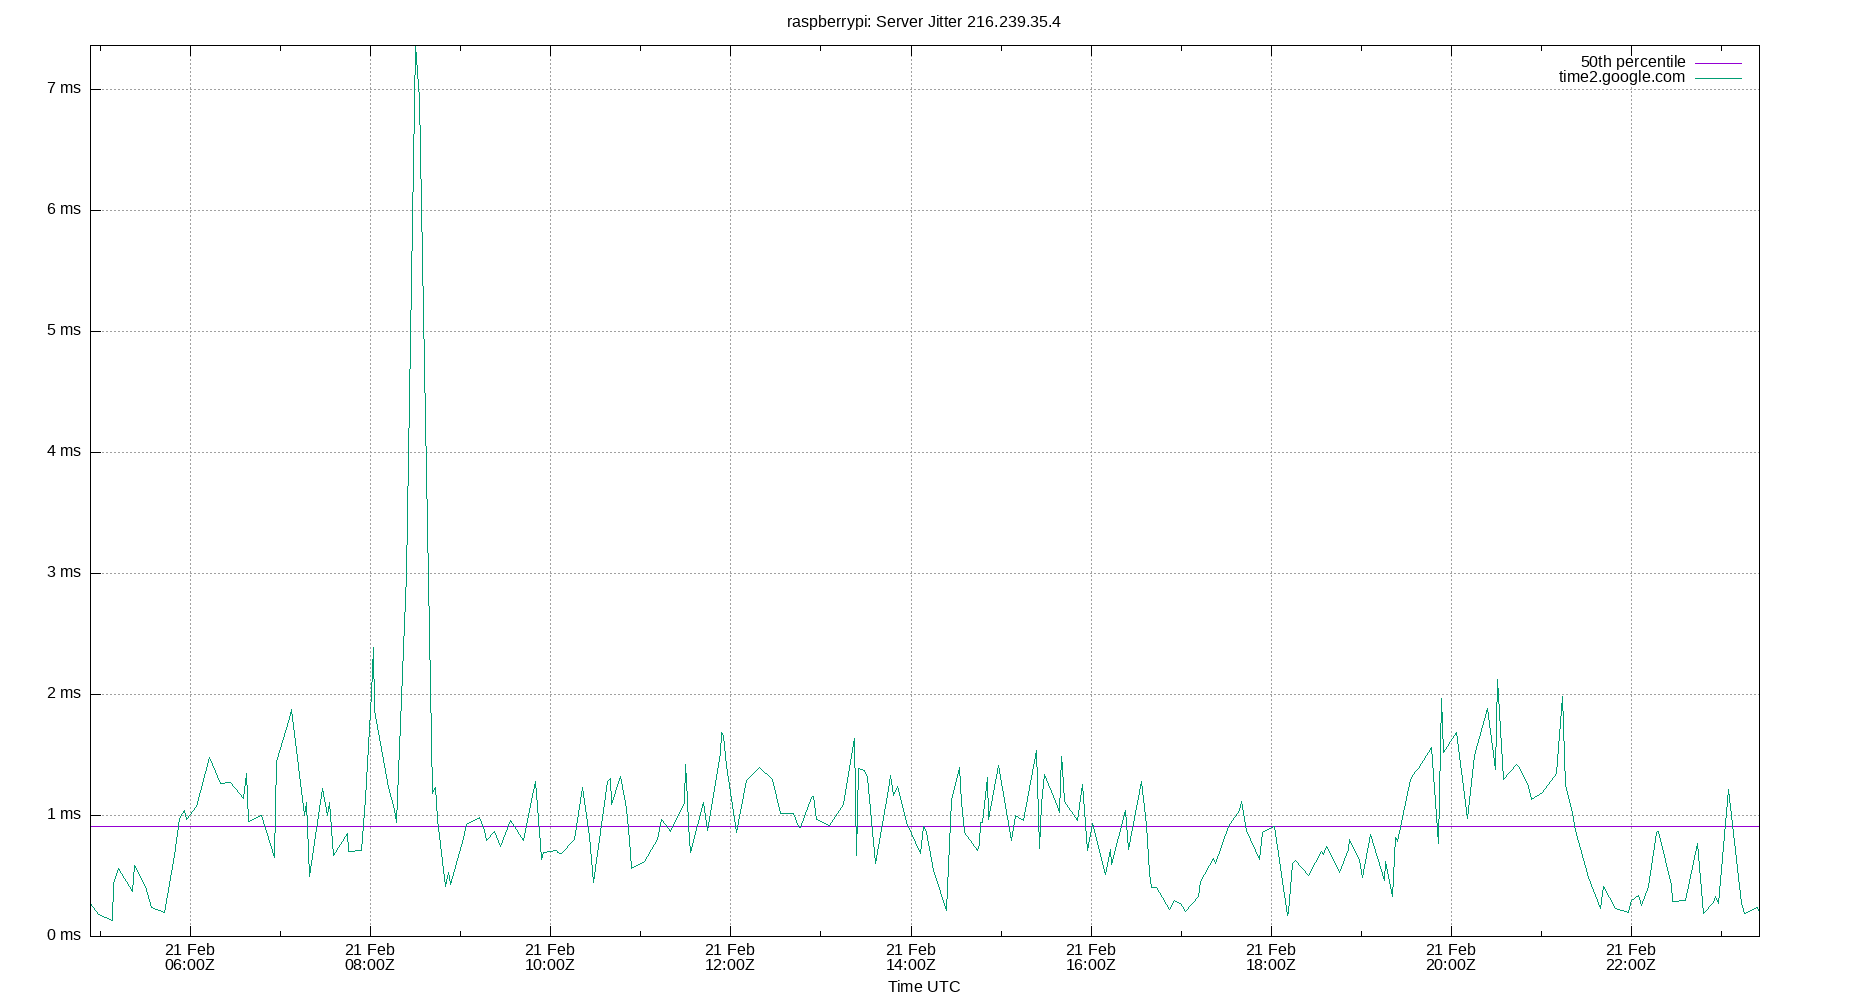 raspberrypi: Server Jitter 216.239.35.4
50th percentile
time2.google.com
7 ms
6 ms
5 ms
4 ms
3 ms
2 ms
1 ms
0 ms
21 Feb 21 Feb 21 Feb 21 Feb 21 Feb 21 Feb 21 Feb 21 Feb 21 Feb
06:00Z 08:00Z 10:00Z 12:00Z 14:00Z 16:00Z 18:00Z 20:00Z 22:00Z
Time UTC